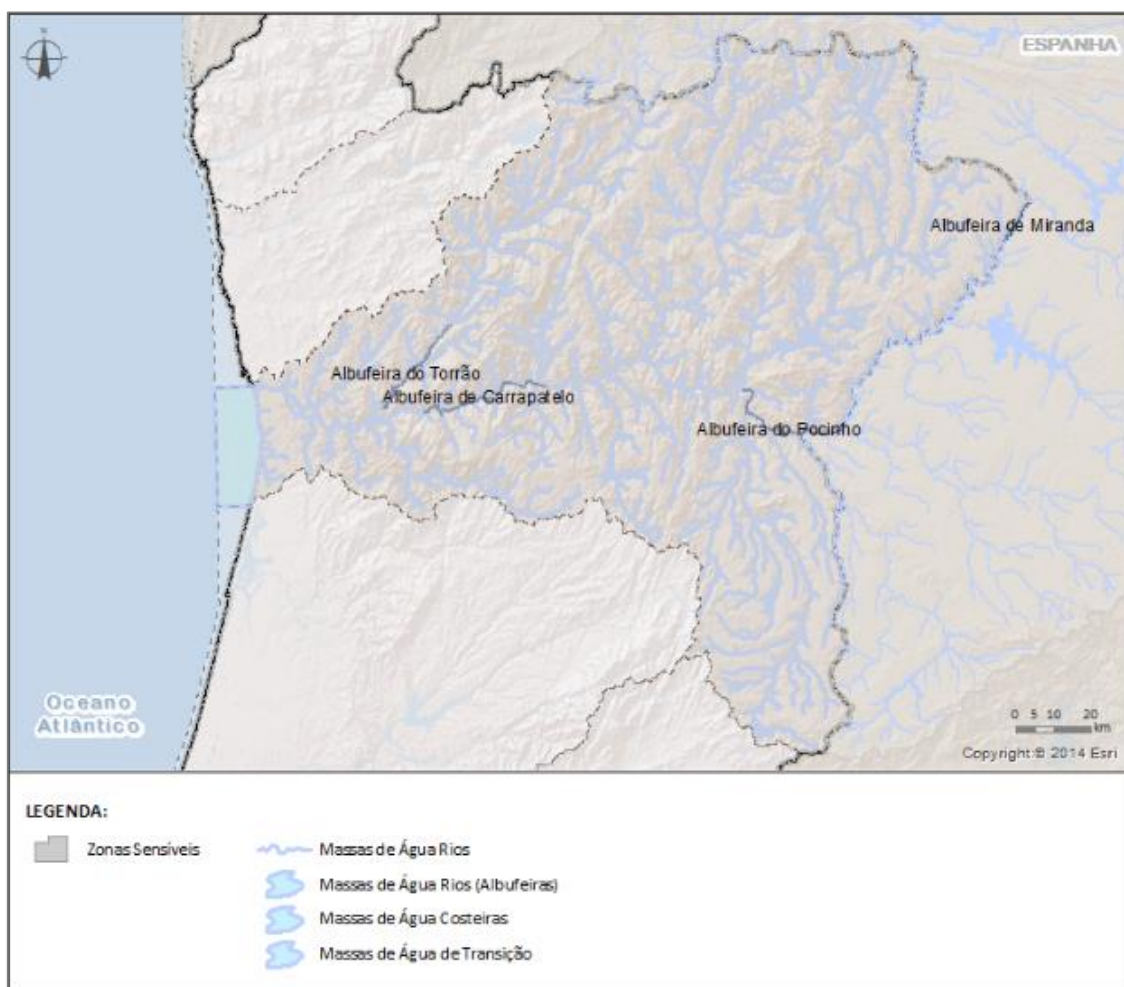 N
ESPANHA
Albufeira de Miranda
Albufeira do Torrão
Albufeira de Carrapatelo
Albufeira do Pocinho
Oceano
Atlântico
0 5 10 20
km
Copyright:© 2014 Esri
LEGENDA:
Zonas Sensíveis
Massas de Água Rios
Massas de Água Rios (Albufeiras)
Massas de Água Costeiras
Massas de Água de Transição